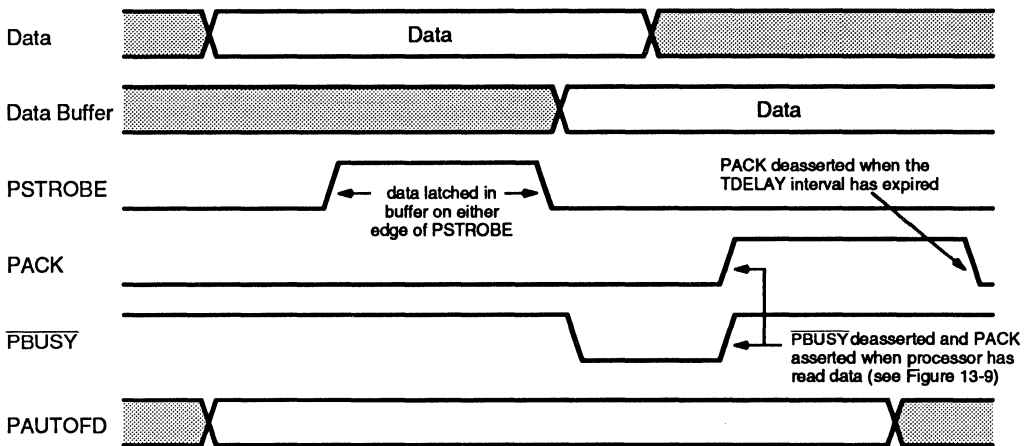 Data
Data
Data Buffer
Data
PSTROBE
data latched in
buffer on either
edge of PSTROBE
PACK deasserted when the
TDELAY interval has expired
PACK
PBUSY
PBUSY deasserted and PACK
asserted when processor has
read data (see Figure 13-9)
PAUTOFD